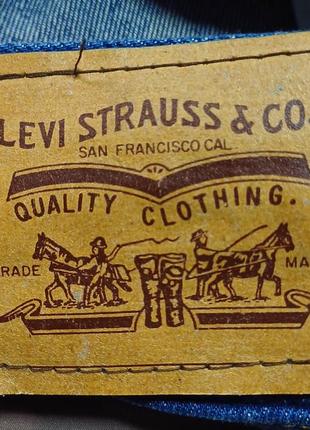 LEVI STRAUSS & CO.
SAN FRANCISCO CAL
QUALITY CLOTHING.
RADE MA